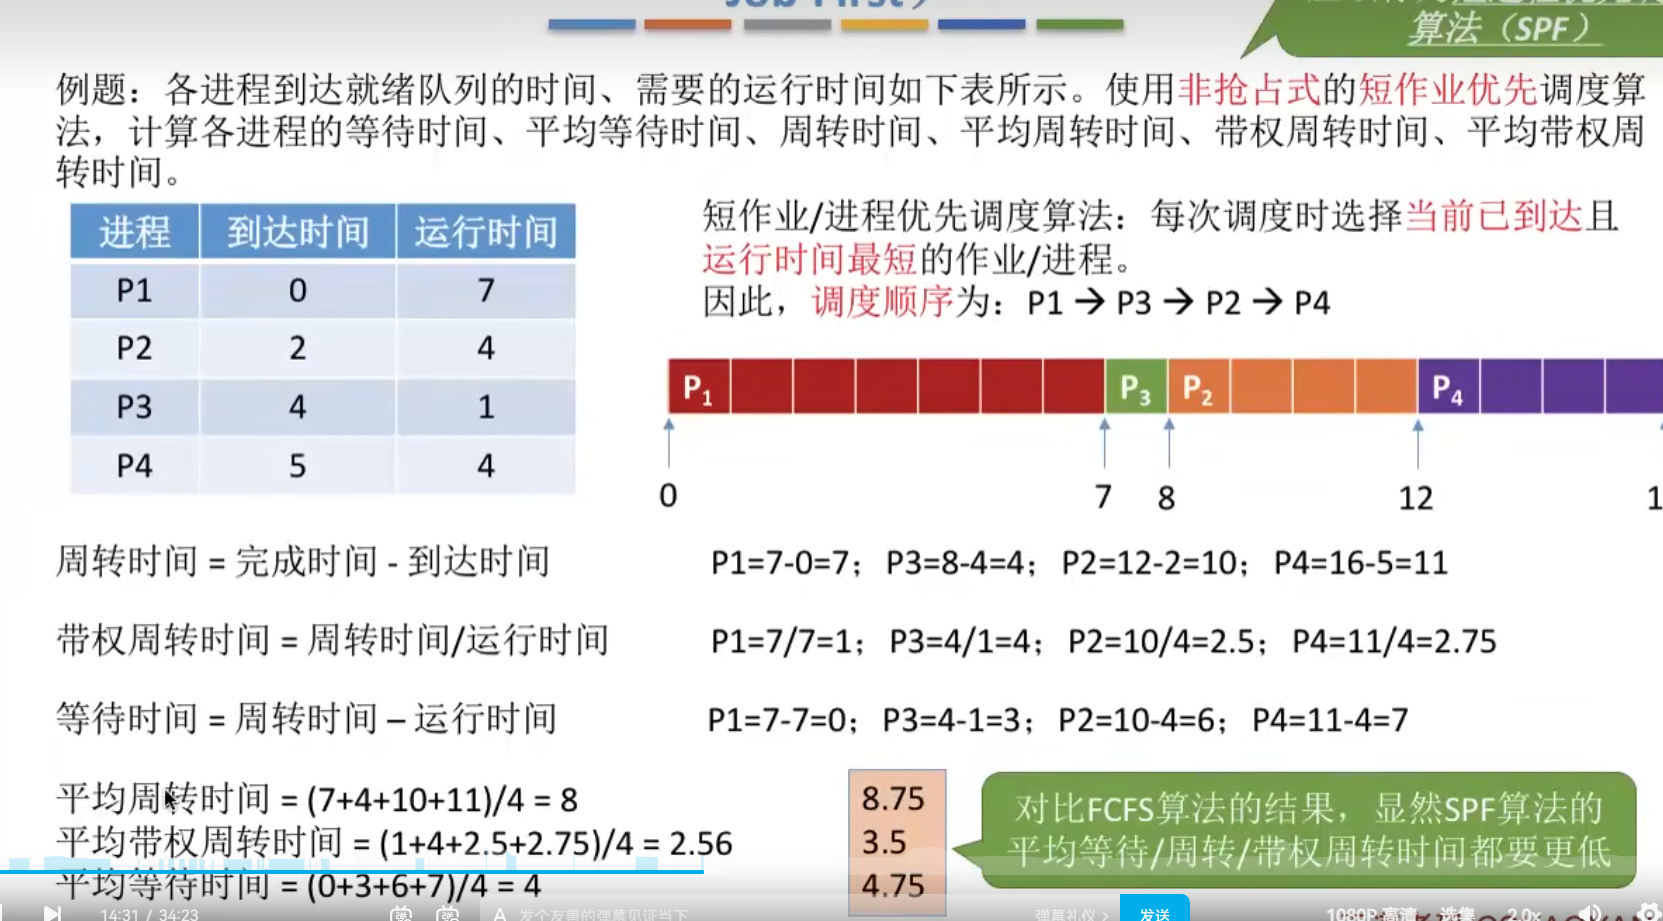 算法（SPF）
例题：各进程到达就绪队列的时间、需要的运行时间如下表所示。使用非抢占式的短作业优先调度算
法，计算各进程的等待时间、平均等待时间、周转时间、平均周转时间、带权周转时间、平均带权周
转时间。
进程 到达时间 运行时间
P1 0 7
P2 2 4
P3 4 1
P4 5 4
短作业/进程优先调度算法：每次调度时选择当前已到达且
运行时间最短的作业/进程。
因此，调度顺序为：P1 → P3 → P2 → P4
P1 P3 P2 P4
0 7 8 12 1
周转时间 = 完成时间 - 到达时间 P1=7-0=7；P3=8-4=4；P2=12-2=10；P4=16-5=11
带权周转时间 = 周转时间/运行时间 P1=7/7=1；P3=4/1=4；P2=10/4=2.5；P4=11/4=2.75
等待时间 = 周转时间 – 运行时间 P1=7-7=0；P3=4-1=3；P2=10-4=6；P4=11-4=7
平均周转时间 = (7+4+10+11)/4 = 8
平均带权周转时间 = (1+4+2.5+2.75)/4 = 2.56
平均等待时间 = (0+3+6+7)/4 = 4
8.75
3.5
4.75
对比FCFS算法的结果，显然SPF算法的
平均等待/周转/带权周转时间都要更低
14:31 / 34:23 发个友善的弹幕见证当下 弹幕礼仪 > 发送 1080P 高清 选集 2.0x